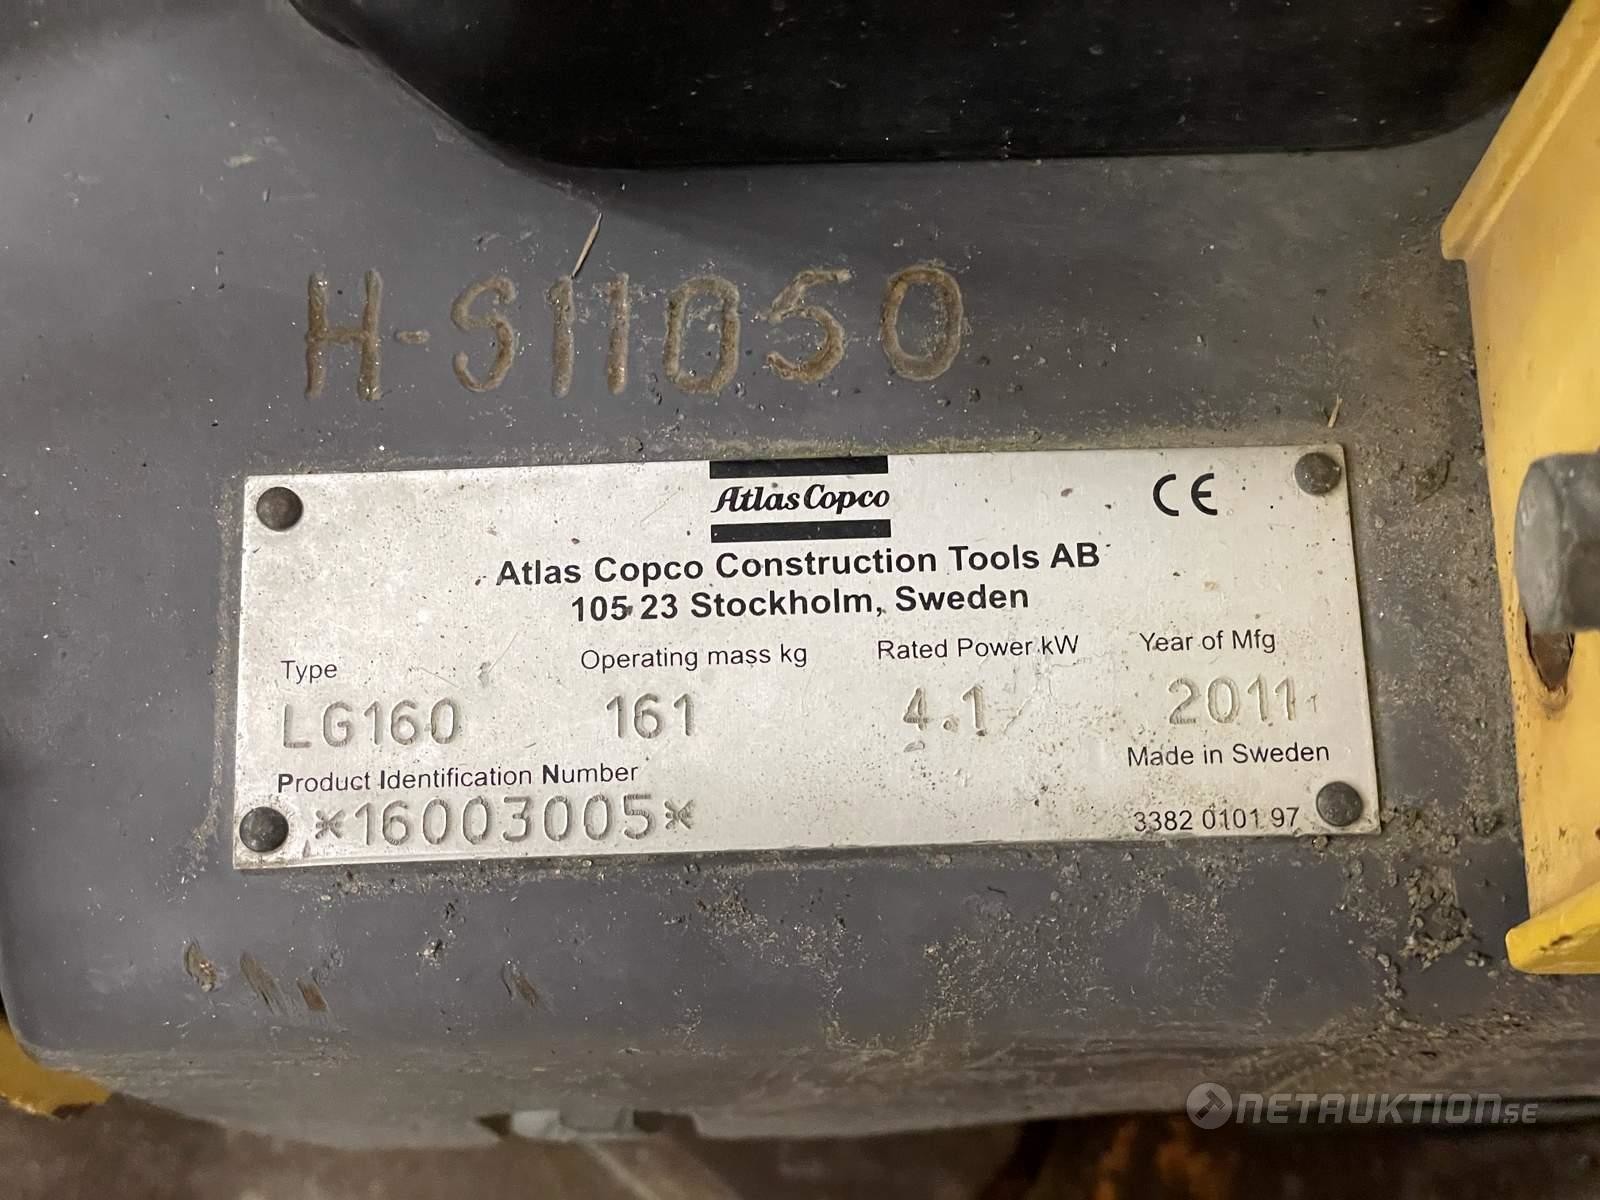 H-S11050
Atlas Copco
CE
Atlas Copco Construction Tools AB
105 23 Stockholm, Sweden
Type Operating mass kg Rated Power kW Year of Mfg
LG160 161 4.1 2011
Made in Sweden
Product Identification Number
*16003005*
3382 0101 97
NETAUKTION.SE